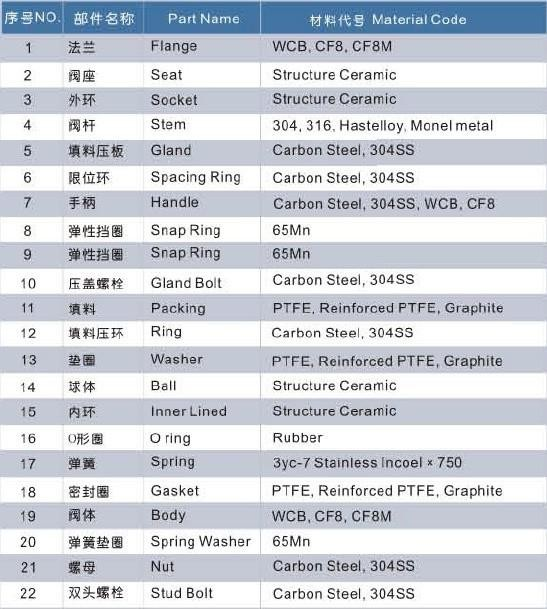 序号NO. 部件名称 Part Name 材料代号 Material Code
1 法兰 Flange WCB, CF8, CF8M
2 阀座 Seat Structure Ceramic
3 外环 Socket Structure Ceramic
4 阀杆 Stem 304, 316, Hastelloy, Monel metal
5 填料压板 Gland Carbon Steel, 304SS
6 限位环 Spacing Ring Carbon Steel, 304SS
7 手柄 Handle Carbon Steel, 304SS, WCB, CF8
8 弹性挡圈 Snap Ring 65Mn
9 弹性挡圈 Snap Ring 65Mn
10 压盖螺栓 Gland Bolt Carbon Steel, 304SS
11 填料 Packing PTFE, Reinforced PTFE, Graphite
12 填料压环 Ring Carbon Steel, 304SS
13 垫圈 Washer PTFE, Reinforced PTFE, Graphite
14 球体 Ball Structure Ceramic
15 内环 Inner Lined Structure Ceramic
16 O形圈 O ring Rubber
17 弹簧 Spring 3yc-7 Stainless Incoel × 750
18 密封圈 Gasket PTFE, Reinforced PTFE, Graphite
19 阀体 Body WCB, CF8, CF8M
20 弹簧垫圈 Spring Washer 65Mn
21 螺母 Nut Carbon Steel, 304SS
22 双头螺栓 Stud Bolt Carbon Steel, 304SS